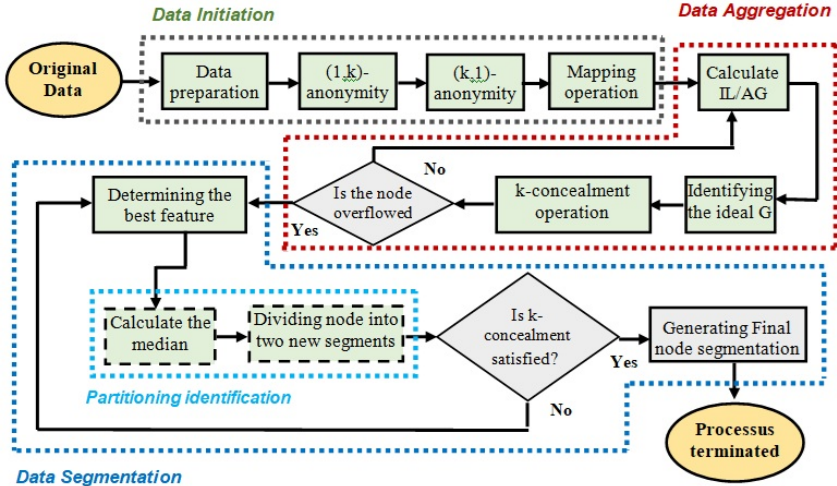 Data Initiation
Data Aggregation
Original
Data
Data
preparation
(1,k)-
anonymity
(k,1)-
anonymity
Mapping
operation
Calculate
IL/AG
No
Is the node
overflowed
Yes
k-concealment
operation
Identifying
the ideal G
Determining the
best feature
Calculate the
median
Dividing node into
two new segments
Partitioning identification
Is k-
concealment
satisfied?
Yes
No
Generating Final
node segmentation
Processus
terminated
Data Segmentation